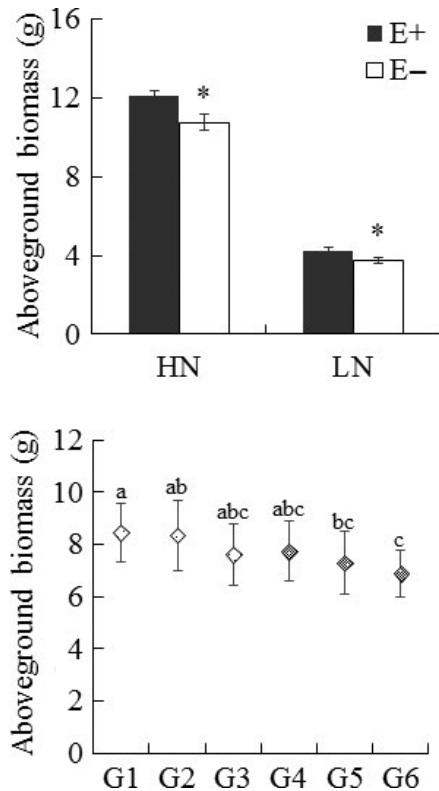 Aboveground biomass (g)
16
12
8
4
0
E+
E−
*
*
HN LN
Aboveground biomass (g)
12
10
8
6
4
2
0
a ab abc abc bc c
G1 G2 G3 G4 G5 G6